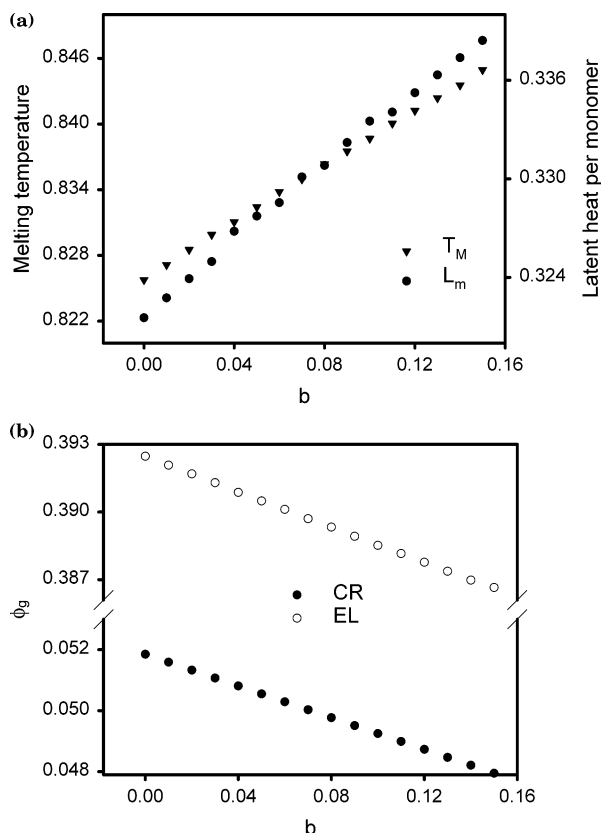 (a)
Melting temperature
0.846
0.840
0.834
0.828
0.822
0.336
0.330
0.324
Latent heat per monomer
T_M
L_m
0.00 0.04 0.08 0.12 0.16
b
(b)
ϕ_g
0.393
0.390
0.387
0.052
0.050
0.048
CR
EL
0.00 0.04 0.08 0.12 0.16
b